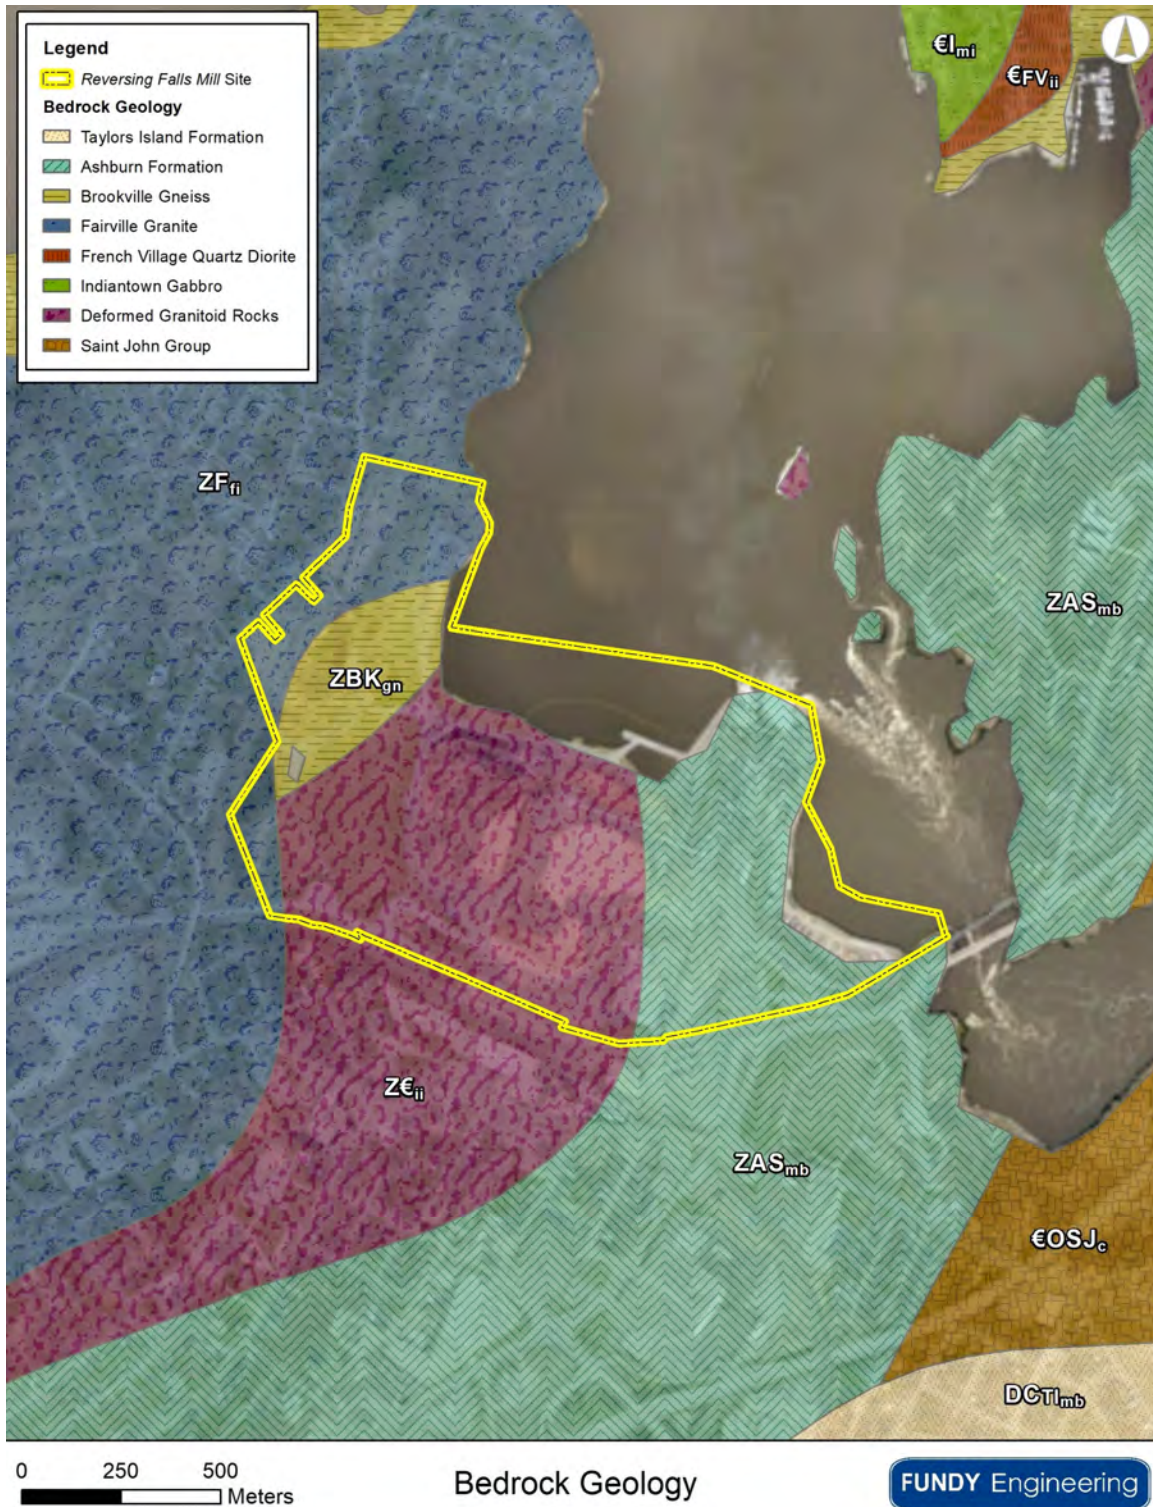 Legend
Reversing Falls Mill Site
Bedrock Geology
Taylors Island Formation
Ashburn Formation
Brookville Gneiss
Fairville Granite
French Village Quartz Diorite
Indiantown Gabbro
Deformed Granitoid Rocks
Saint John Group
€Imi
€FVii
ZFfi
ZASmb
ZBKgn
Z€ii
ZASmb
€OSJc
DCTImb
0 250 500
Meters
Bedrock Geology
FUNDY Engineering